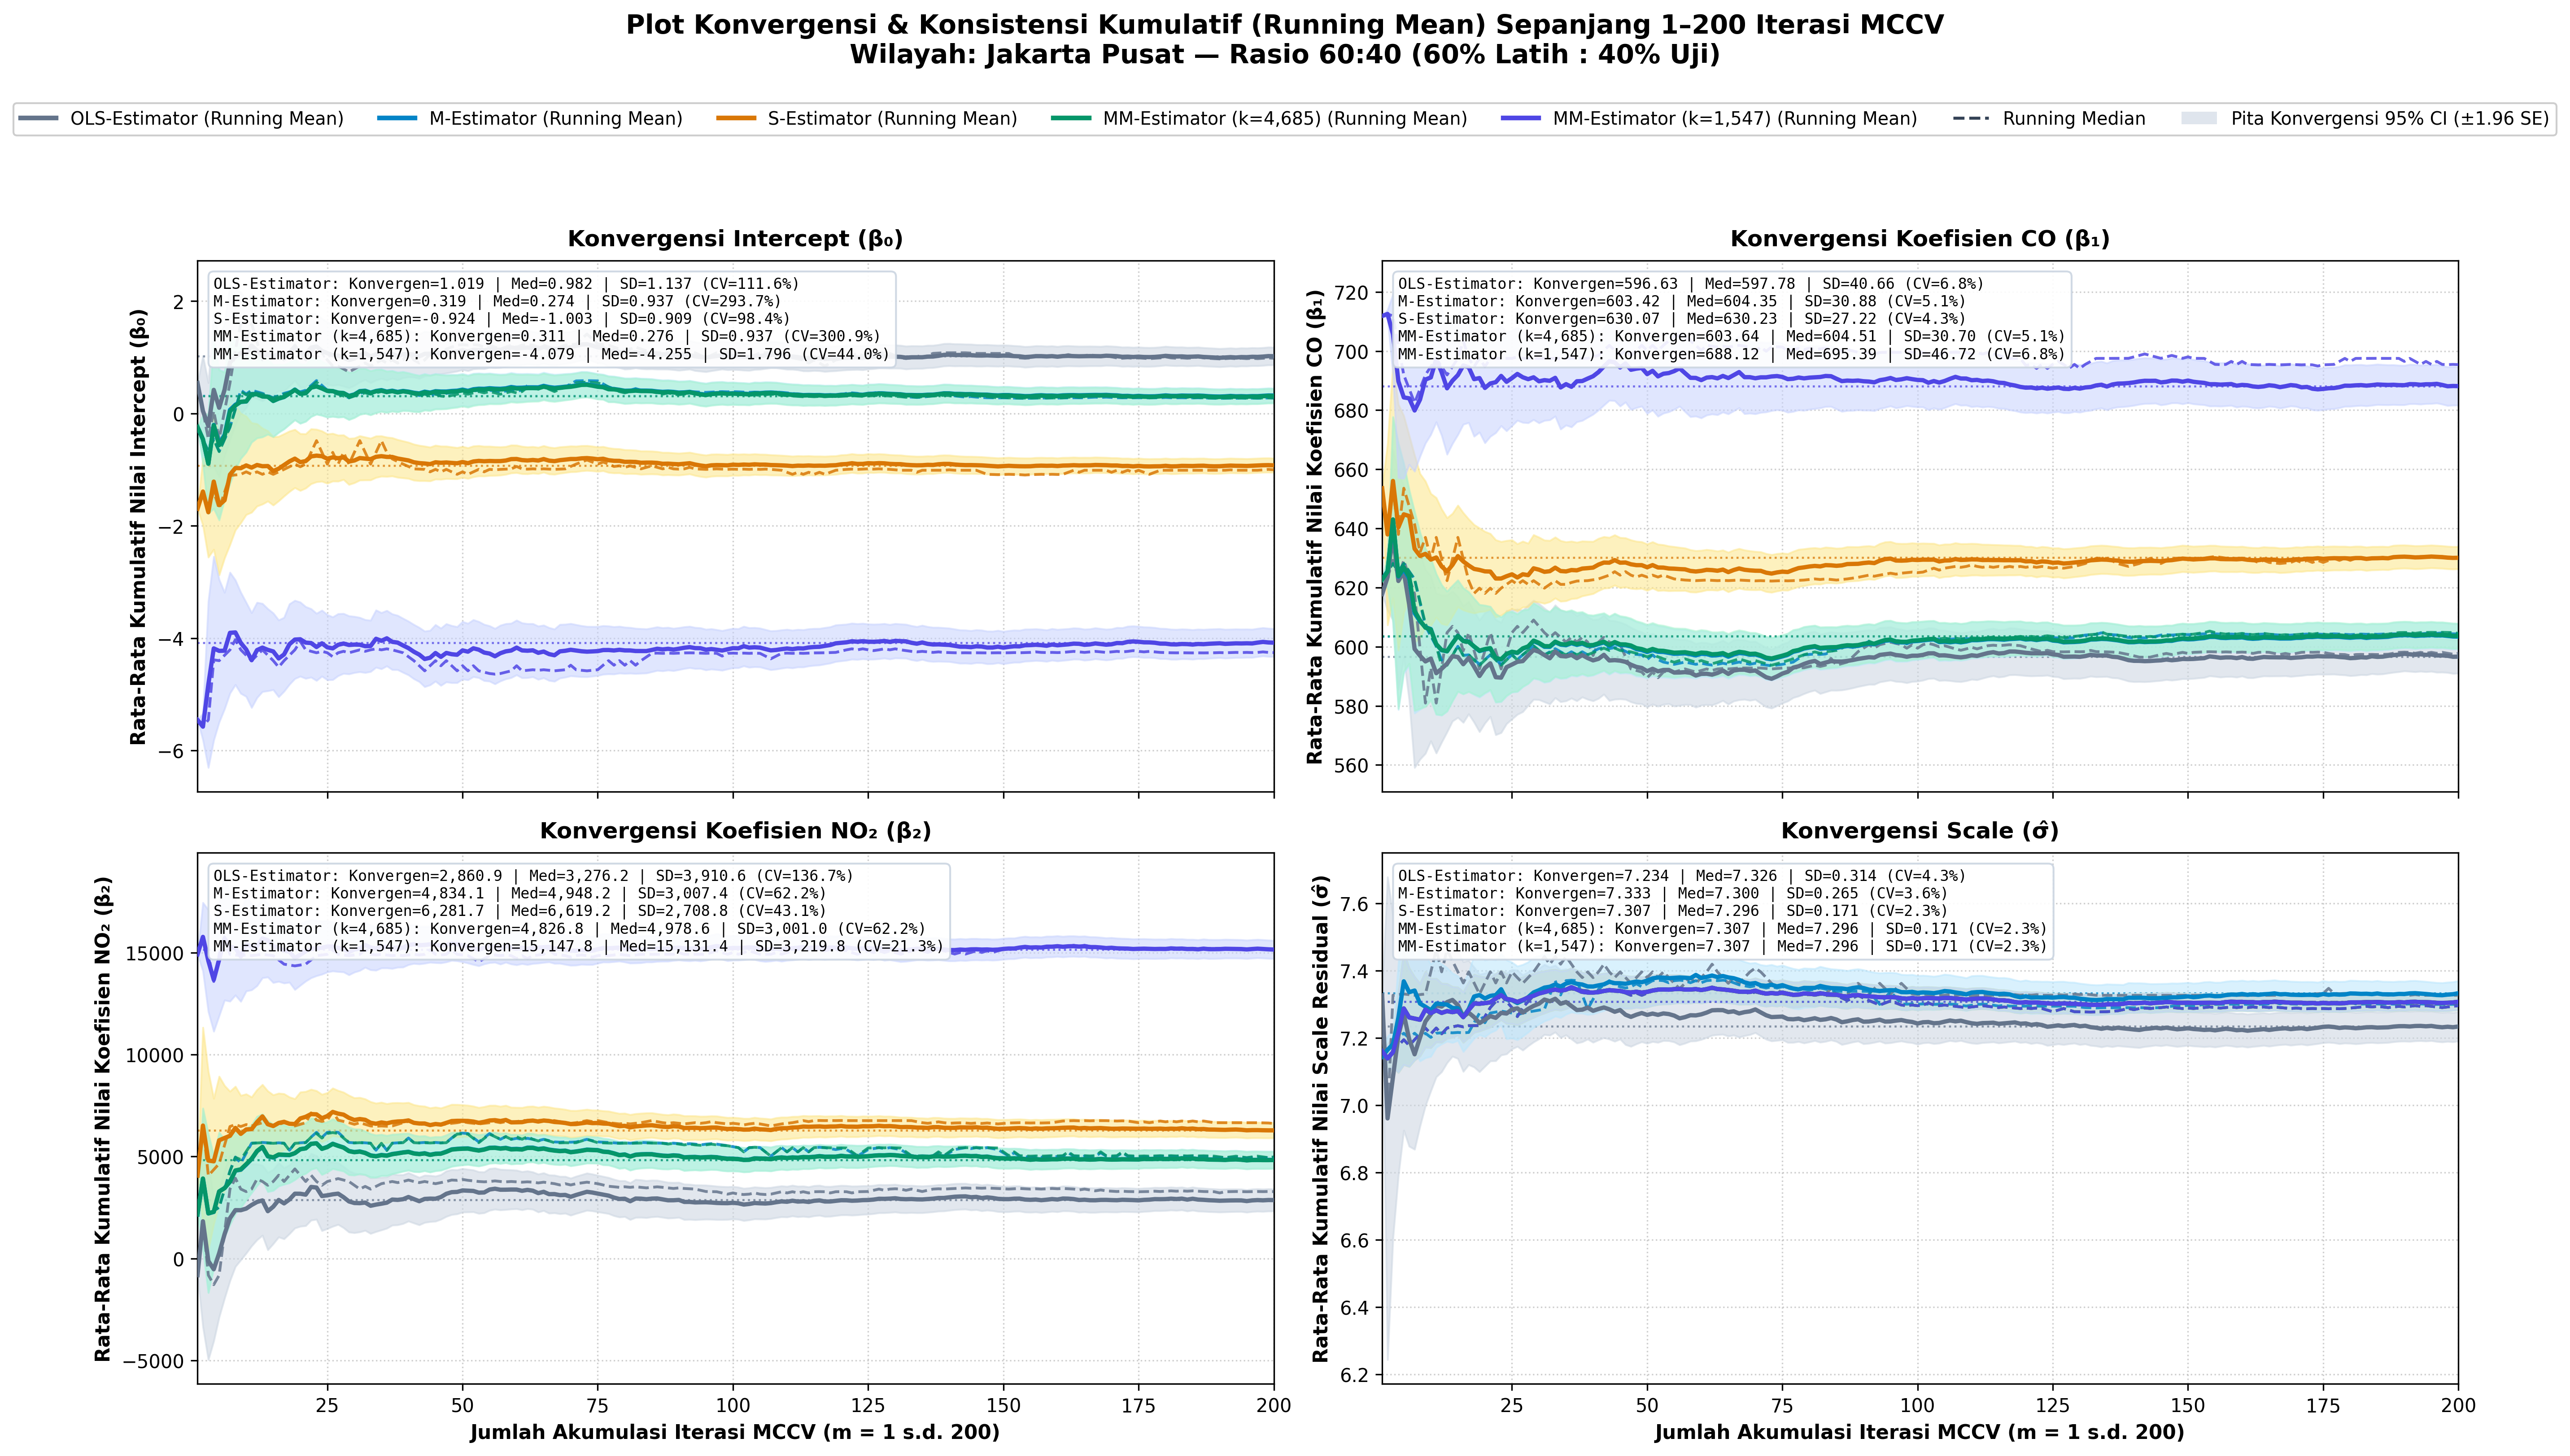 Plot Konvergensi & Konsistensi Kumulatif (Running Mean) Sepanjang 1–200 Iterasi MCCV
Wilayah: Jakarta Pusat — Rasio 60:40 (60% Latih : 40% Uji)
OLS-Estimator (Running Mean)
M-Estimator (Running Mean)
S-Estimator (Running Mean)
MM-Estimator (k=4,685) (Running Mean)
MM-Estimator (k=1,547) (Running Mean)
Running Median
Pita Konvergensi 95% CI (±1.96 SE)
Konvergensi Intercept (β₀)
OLS-Estimator: Konvergen=1.019 | Med=0.982 | SD=1.137 (CV=111.6%)
M-Estimator: Konvergen=0.319 | Med=0.274 | SD=0.937 (CV=293.7%)
S-Estimator: Konvergen=-0.924 | Med=-1.003 | SD=0.909 (CV=98.4%)
MM-Estimator (k=4,685): Konvergen=0.311 | Med=0.276 | SD=0.937 (CV=300.9%)
MM-Estimator (k=1,547): Konvergen=-4.079 | Med=-4.255 | SD=1.796 (CV=44.0%)
Rata-Rata Kumulatif Nilai Intercept (β₀)
2
0
−2
−4
−6
Konvergensi Koefisien CO (β₁)
OLS-Estimator: Konvergen=596.63 | Med=597.78 | SD=40.66 (CV=6.8%)
M-Estimator: Konvergen=603.42 | Med=604.35 | SD=30.88 (CV=5.1%)
S-Estimator: Konvergen=630.07 | Med=630.23 | SD=27.22 (CV=4.3%)
MM-Estimator (k=4,685): Konvergen=603.64 | Med=604.51 | SD=30.70 (CV=5.1%)
MM-Estimator (k=1,547): Konvergen=688.12 | Med=695.39 | SD=46.72 (CV=6.8%)
Rata-Rata Kumulatif Nilai Koefisien CO (β₁)
720
700
680
660
640
620
600
580
560
Konvergensi Koefisien NO₂ (β₂)
OLS-Estimator: Konvergen=2,860.9 | Med=3,276.2 | SD=3,910.6 (CV=136.7%)
M-Estimator: Konvergen=4,834.1 | Med=4,948.2 | SD=3,007.4 (CV=62.2%)
S-Estimator: Konvergen=6,281.7 | Med=6,619.2 | SD=2,708.8 (CV=43.1%)
MM-Estimator (k=4,685): Konvergen=4,826.8 | Med=4,978.6 | SD=3,001.0 (CV=62.2%)
MM-Estimator (k=1,547): Konvergen=15,147.8 | Med=15,131.4 | SD=3,219.8 (CV=21.3%)
Rata-Rata Kumulatif Nilai Koefisien NO₂ (β₂)
15000
10000
5000
0
−5000
25 50 75 100 125 150 175 200
Jumlah Akumulasi Iterasi MCCV (m = 1 s.d. 200)
Konvergensi Scale (σ̂)
OLS-Estimator: Konvergen=7.234 | Med=7.326 | SD=0.314 (CV=4.3%)
M-Estimator: Konvergen=7.333 | Med=7.300 | SD=0.265 (CV=3.6%)
S-Estimator: Konvergen=7.307 | Med=7.296 | SD=0.171 (CV=2.3%)
MM-Estimator (k=4,685): Konvergen=7.307 | Med=7.296 | SD=0.171 (CV=2.3%)
MM-Estimator (k=1,547): Konvergen=7.307 | Med=7.296 | SD=0.171 (CV=2.3%)
Rata-Rata Kumulatif Nilai Scale Residual (σ̂)
7.6
7.4
7.2
7.0
6.8
6.6
6.4
6.2
25 50 75 100 125 150 175 200
Jumlah Akumulasi Iterasi MCCV (m = 1 s.d. 200)